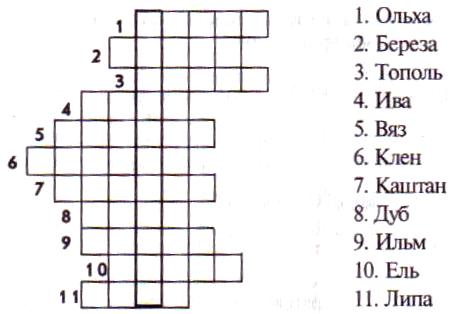 1
2
3
4
5
6
7
8
9
10
11
1. Ольха
2. Береза
3. Тополь
4. Ива
5. Вяз
6. Клен
7. Каштан
8. Дуб
9. Ильм
10. Ель
11. Липа